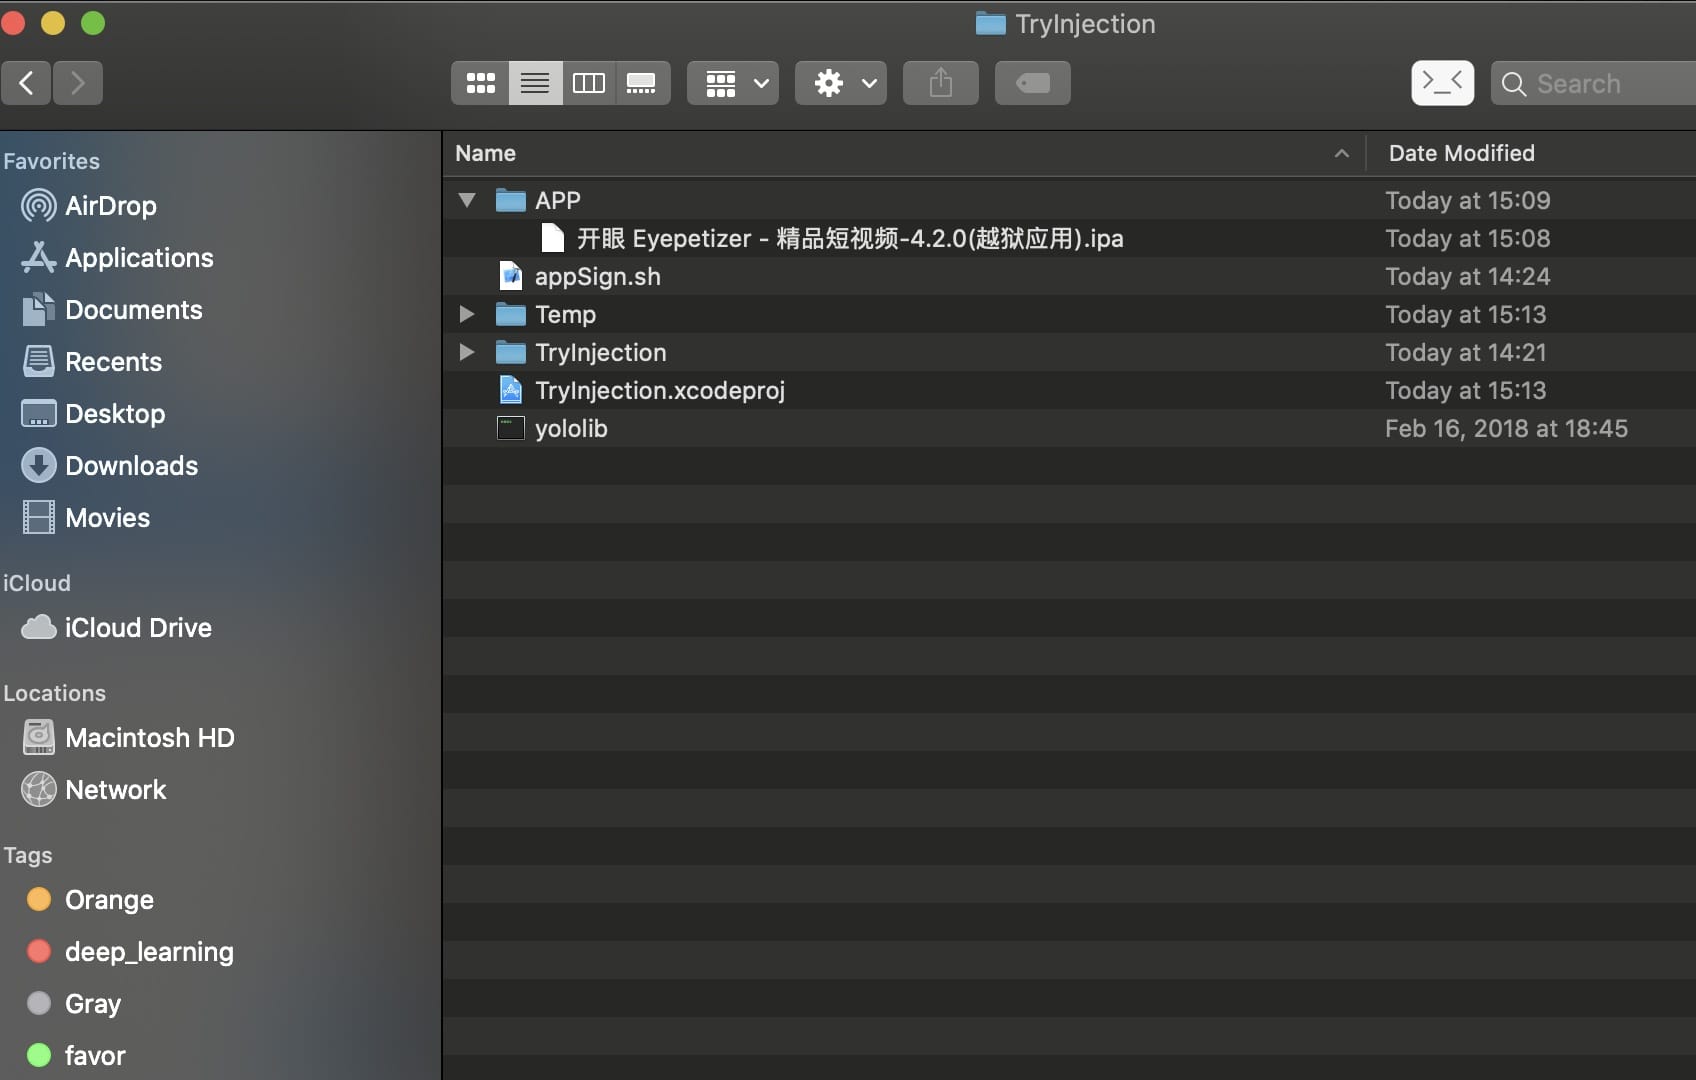 TryInjection
>_<
Search
Favorites
AirDrop
Applications
Documents
Recents
Desktop
Downloads
Movies
iCloud
iCloud Drive
Locations
Macintosh HD
Network
Tags
Orange
deep_learning
Gray
favor
Name Date Modified
APP Today at 15:09
开眼 Eyepetizer - 精品短视频-4.2.0(越狱应用).ipa Today at 15:08
appSign.sh Today at 14:24
Temp Today at 15:13
TryInjection Today at 14:21
TryInjection.xcodeproj Today at 15:13
yololib Feb 16, 2018 at 18:45